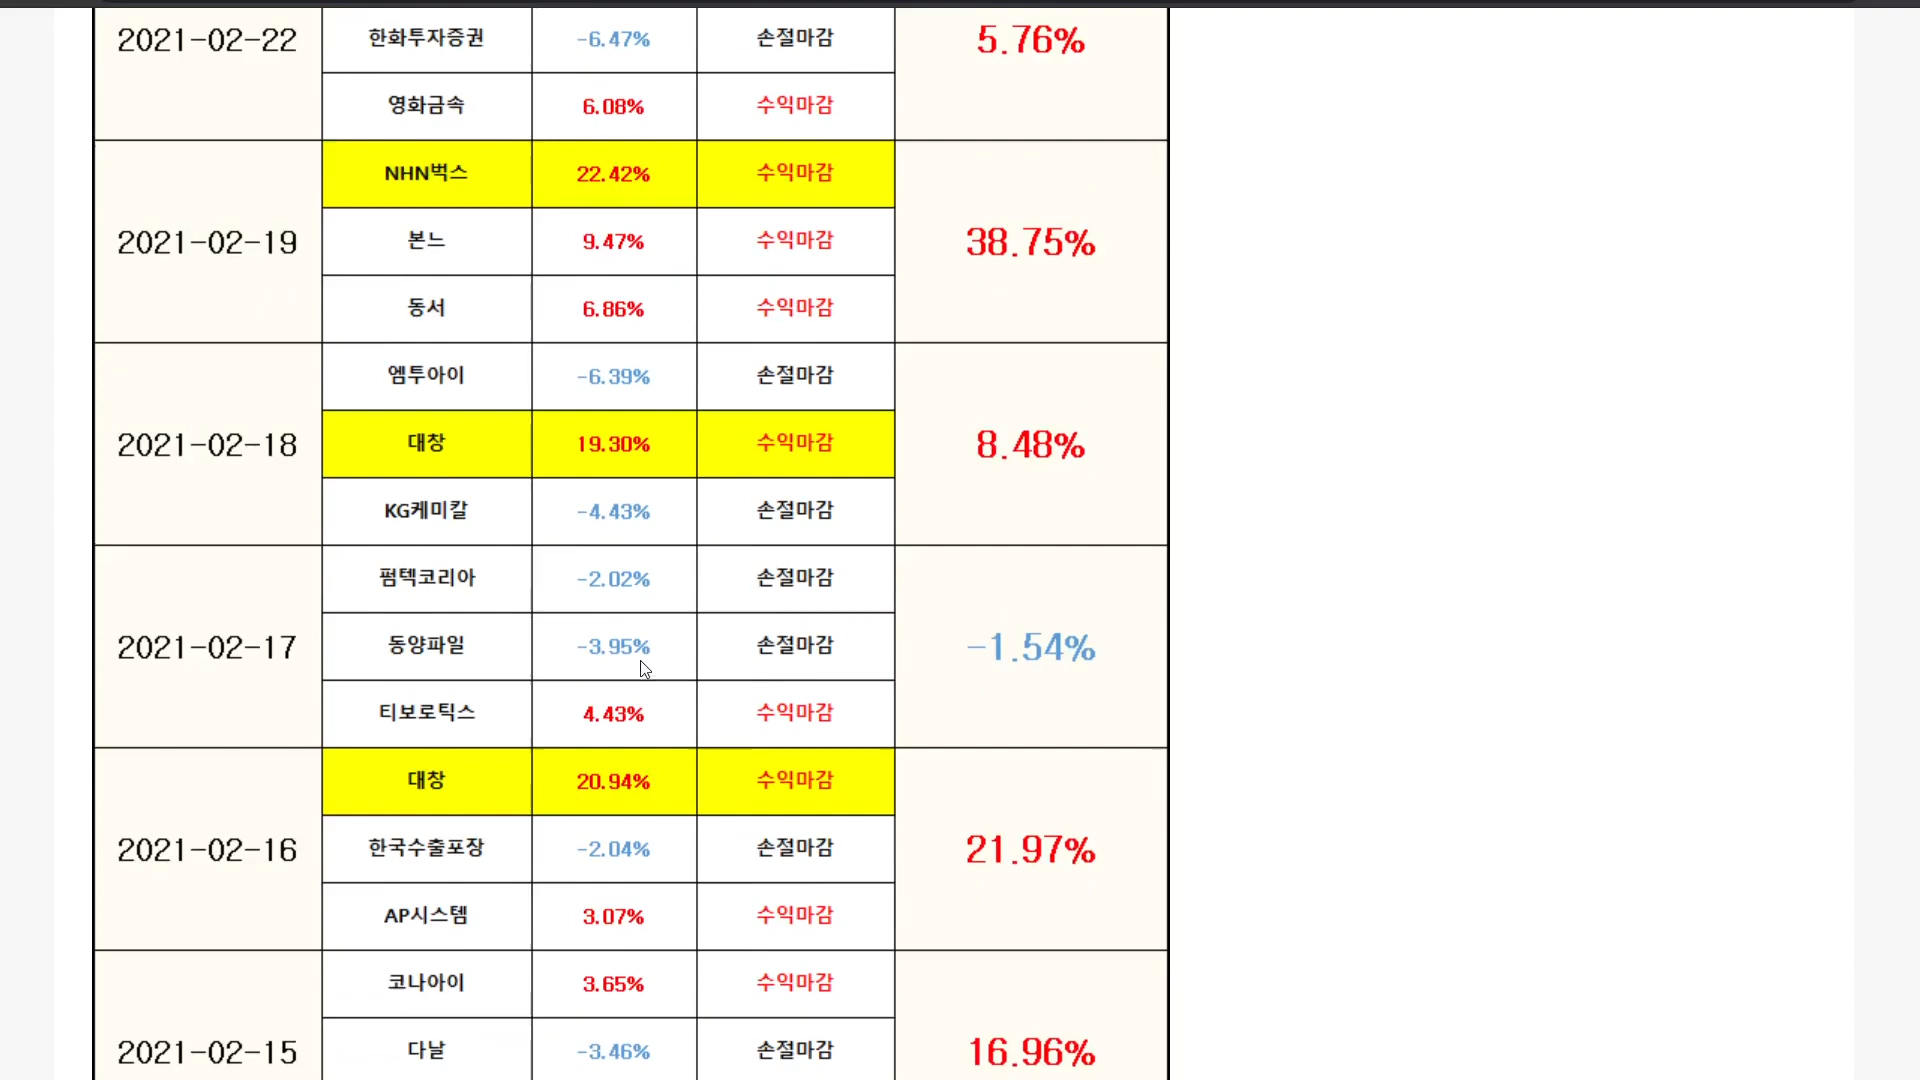 2021-02-22 한화투자증권 -6.47% 손절마감 5.76%
영화금속 6.08% 수익마감
NHN벅스 22.42% 수익마감
2021-02-19 본느 9.47% 수익마감 38.75%
동서 6.86% 수익마감
엠투아이 -6.39% 손절마감
2021-02-18 대창 19.30% 수익마감 8.48%
KG케미칼 -4.43% 손절마감
펌텍코리아 -2.02% 손절마감
2021-02-17 동양파일 -3.95% 손절마감 -1.54%
티보로틱스 4.43% 수익마감
대창 20.94% 수익마감
2021-02-16 한국수출포장 -2.04% 손절마감 21.97%
AP시스템 3.07% 수익마감
코나아이 3.65% 수익마감
2021-02-15 다날 -3.46% 손절마감 16.96%